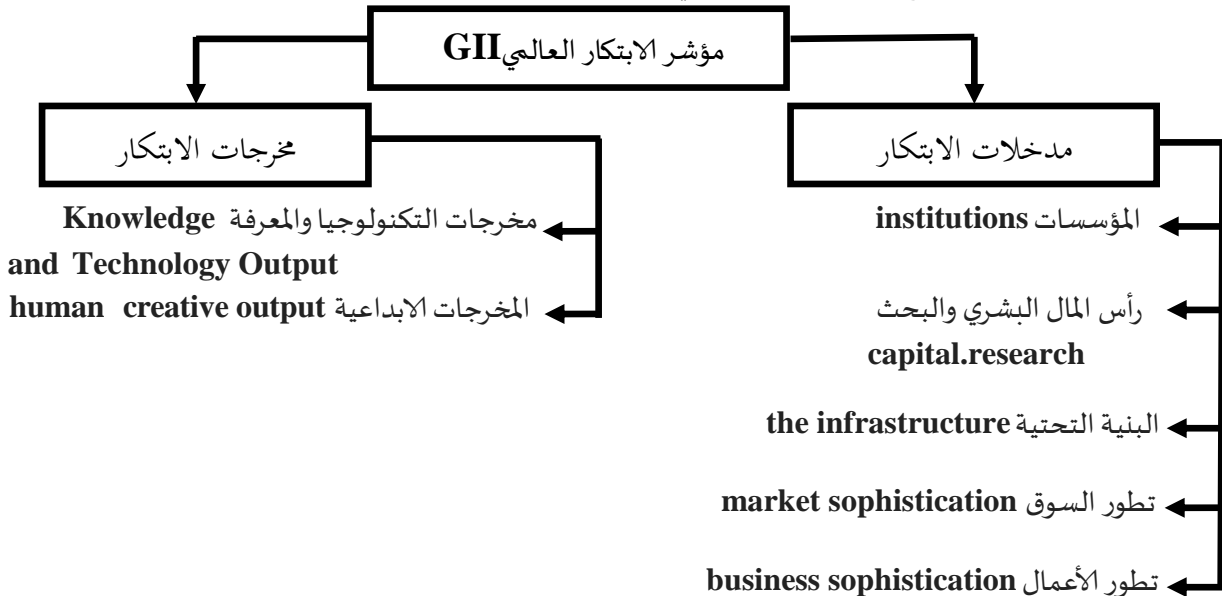 مؤشر الابتكار العالمي GII
مدخلات الابتكار
المؤسسات institutions
رأس المال البشري والبحث
capital.research
البنية التحتية the infrastructure
تطور السوق market sophistication
تطور الأعمال business sophistication
مخرجات الابتكار
مخرجات التكنولوجيا والمعرفة Knowledge
and Technology Output
المخرجات الابداعية human creative output